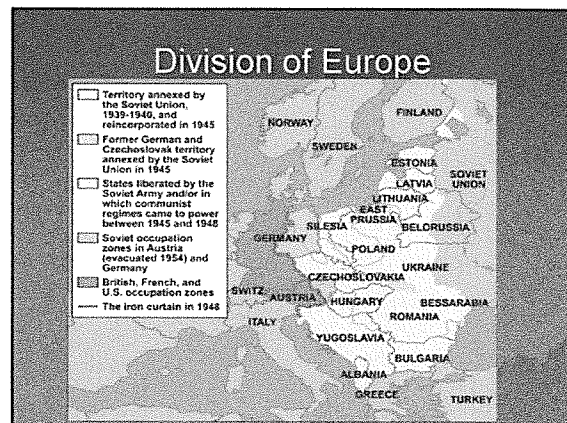 Division of Europe
Territory annexed by
the Soviet Union,
1939-1940, and
reincorporated in 1945
Former German and
Czechoslovak territory
annexed by the Soviet
Union in 1945
States liberated by the
Soviet Army and/or in
which communist
regimes came to power
between 1945 and 1948
Soviet occupation
zones in Austria
(evacuated 1954) and
Germany
British, French, and
U.S. occupation zones
The iron curtain in 1948
FINLAND
NORWAY
SWEDEN
ESTONIA
SOVIET
UNION
LATVIA
LITHUANIA
EAST
PRUSSIA
BELORUSSIA
SILESIA
GERMANY
POLAND
UKRAINE
CZECHOSLOVAKIA
SWITZ.
AUSTRIA
HUNGARY
BESSARABIA
ROMANIA
ITALY
YUGOSLAVIA
BULGARIA
ALBANIA
GREECE
TURKEY